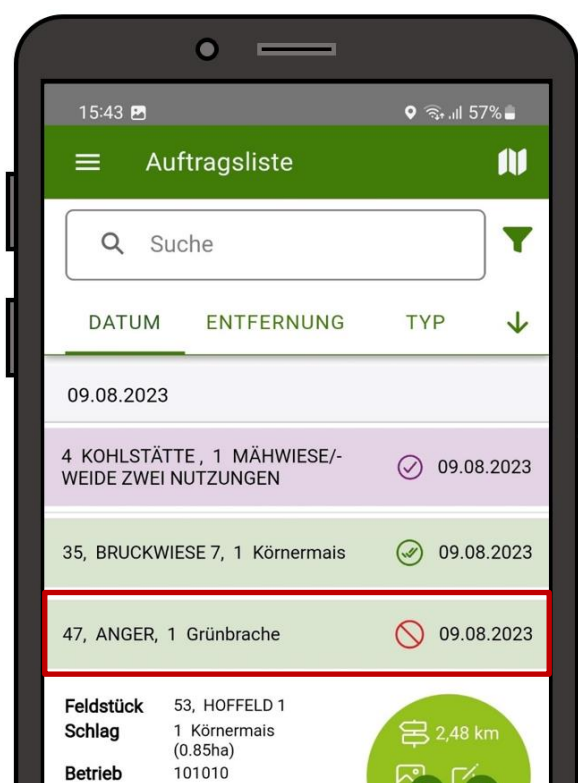 15:43 57%
Auftragsliste
Suche
DATUM ENTFERNUNG TYP
09.08.2023
4 KOHLSTÄTTE , 1 MÄHWIESE/-
WEIDE ZWEI NUTZUNGEN 09.08.2023
35, BRUCKWIESE 7, 1 Körnermais 09.08.2023
47, ANGER, 1 Grünbrache 09.08.2023
Feldstück 53, HOFFELD 1
Schlag 1 Körnermais 2,48 km
(0.85ha)
Betrieb 101010